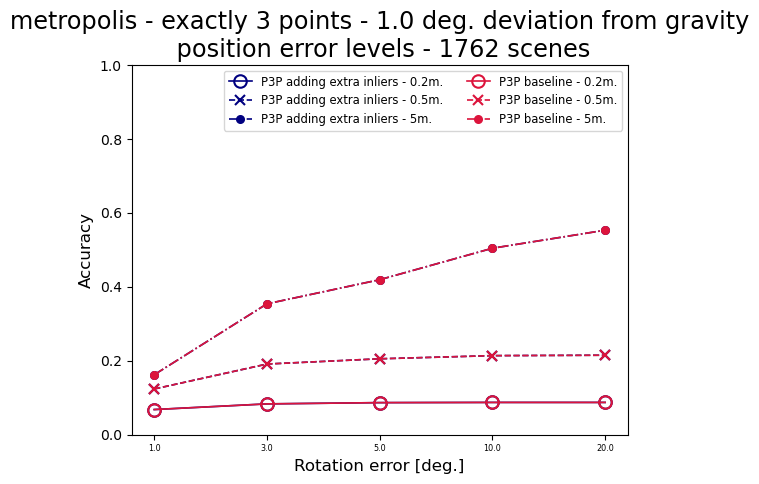 metropolis - exactly 3 points - 1.0 deg. deviation from gravity
position error levels - 1762 scenes
1.0
P3P adding extra inliers - 0.2m.
P3P baseline - 0.2m.
P3P adding extra inliers - 0.5m.
P3P baseline - 0.5m.
P3P adding extra inliers - 5m.
P3P baseline - 5m.
0.8
0.6
Accuracy
0.4
0.2
0.0
1.0 3.0 5.0 10.0 20.0
Rotation error [deg.]